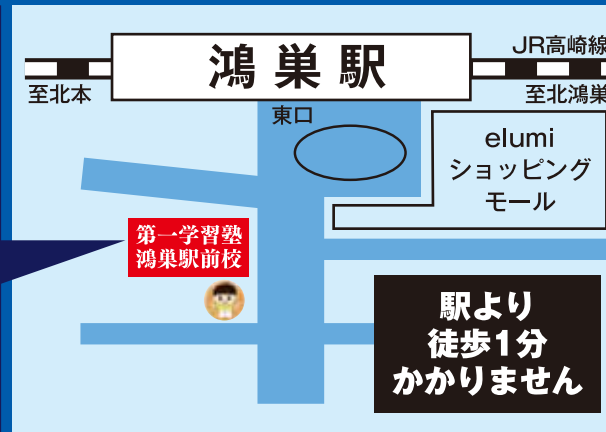 鴻巣駅
JR高崎線
至北本
至北鴻巣
東口
elumi
ショッピング
モール
第一学習塾
鴻巣駅前校
駅より
徒歩1分
かかりません